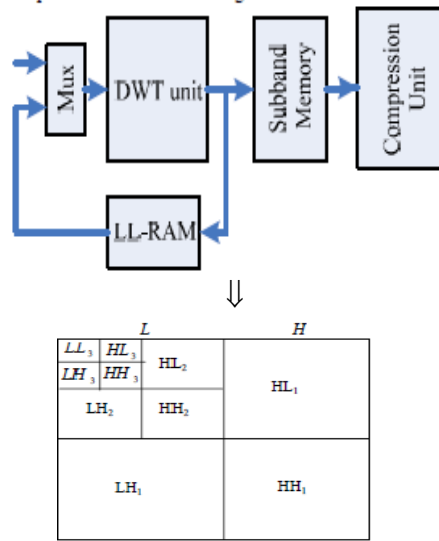 Mux
DWT unit
Subband
Memory
Compression
Unit
LL-RAM
⇓
L H
LL₃ HL₃ HL₂ HL₁
LH₃ HH₃
LH₂ HH₂
LH₁ HH₁